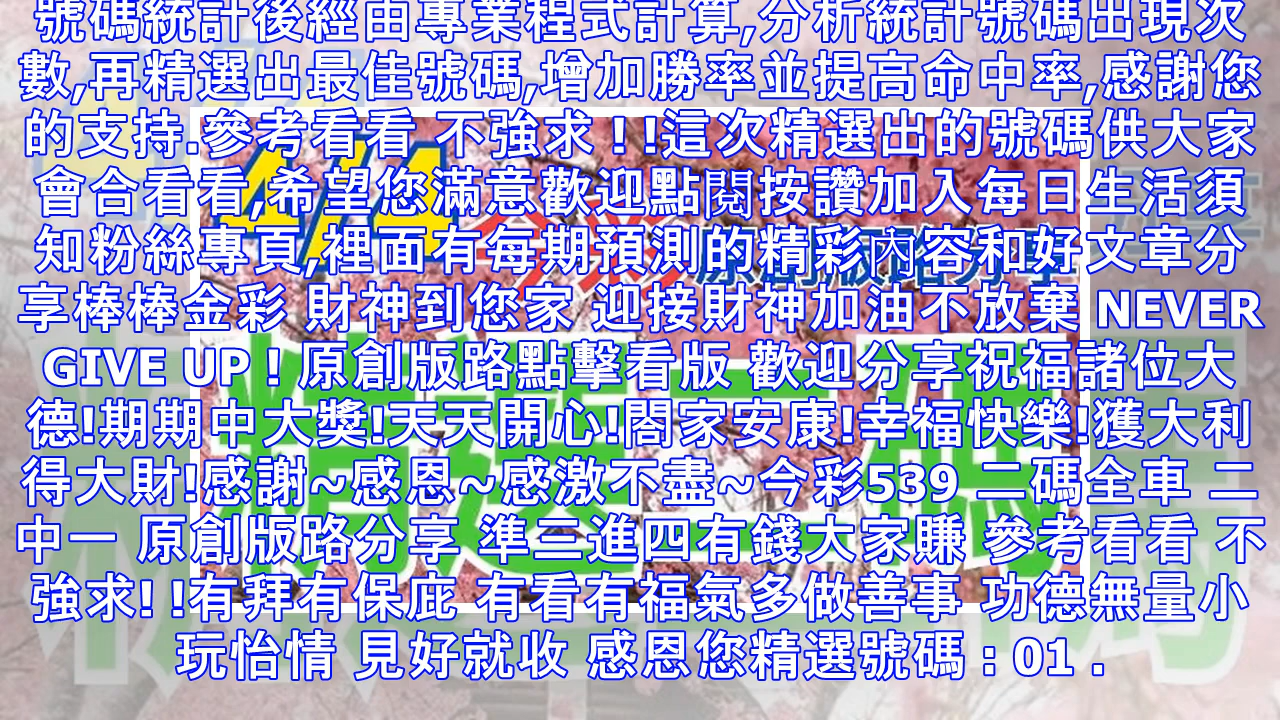 號碼統計後經由專業程式計算,分析統計號碼出現次
數,再精選出最佳號碼,增加勝率並提高命中率,感謝您
的支持.參考看看 不強求 ! !這次精選出的號碼供大家
會合看看,希望您滿意歡迎點閱按讚加入每日生活須
知粉絲專頁,裡面有每期預測的精彩內容和好文章分
享棒棒金彩 財神到您家 迎接財神加油不放棄 NEVER
GIVE UP ! 原創版路點擊看版 歡迎分享祝福諸位大
德!期期中大獎!天天開心!闔家安康!幸福快樂!獲大利
得大財!感謝~感恩~感激不盡~今彩539 二碼全車 二
中一 原創版路分享 準三進四有錢大家賺 參考看看 不
強求! !有拜有保庇 有看有福氣多做善事 功德無量小
玩怡情 見好就收 感恩您精選號碼 : 01 .
4/4
今彩
精選二碼